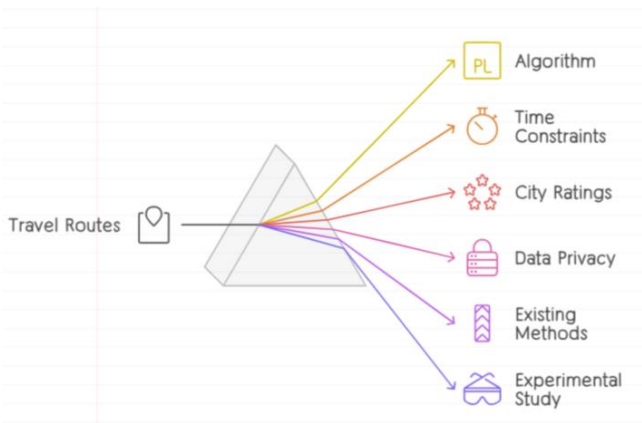 PL
Algorithm
Time
Constraints
City Ratings
Travel Routes
Data Privacy
Existing
Methods
Experimental
Study